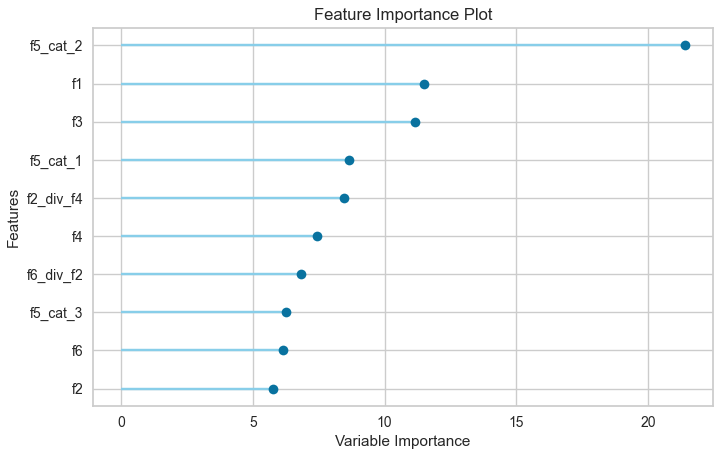 Feature Importance Plot
f5_cat_2
f1
f3
f5_cat_1
f2_div_f4
f4
f6_div_f2
f5_cat_3
f6
f2
Features
0 5 10 15 20
Variable Importance